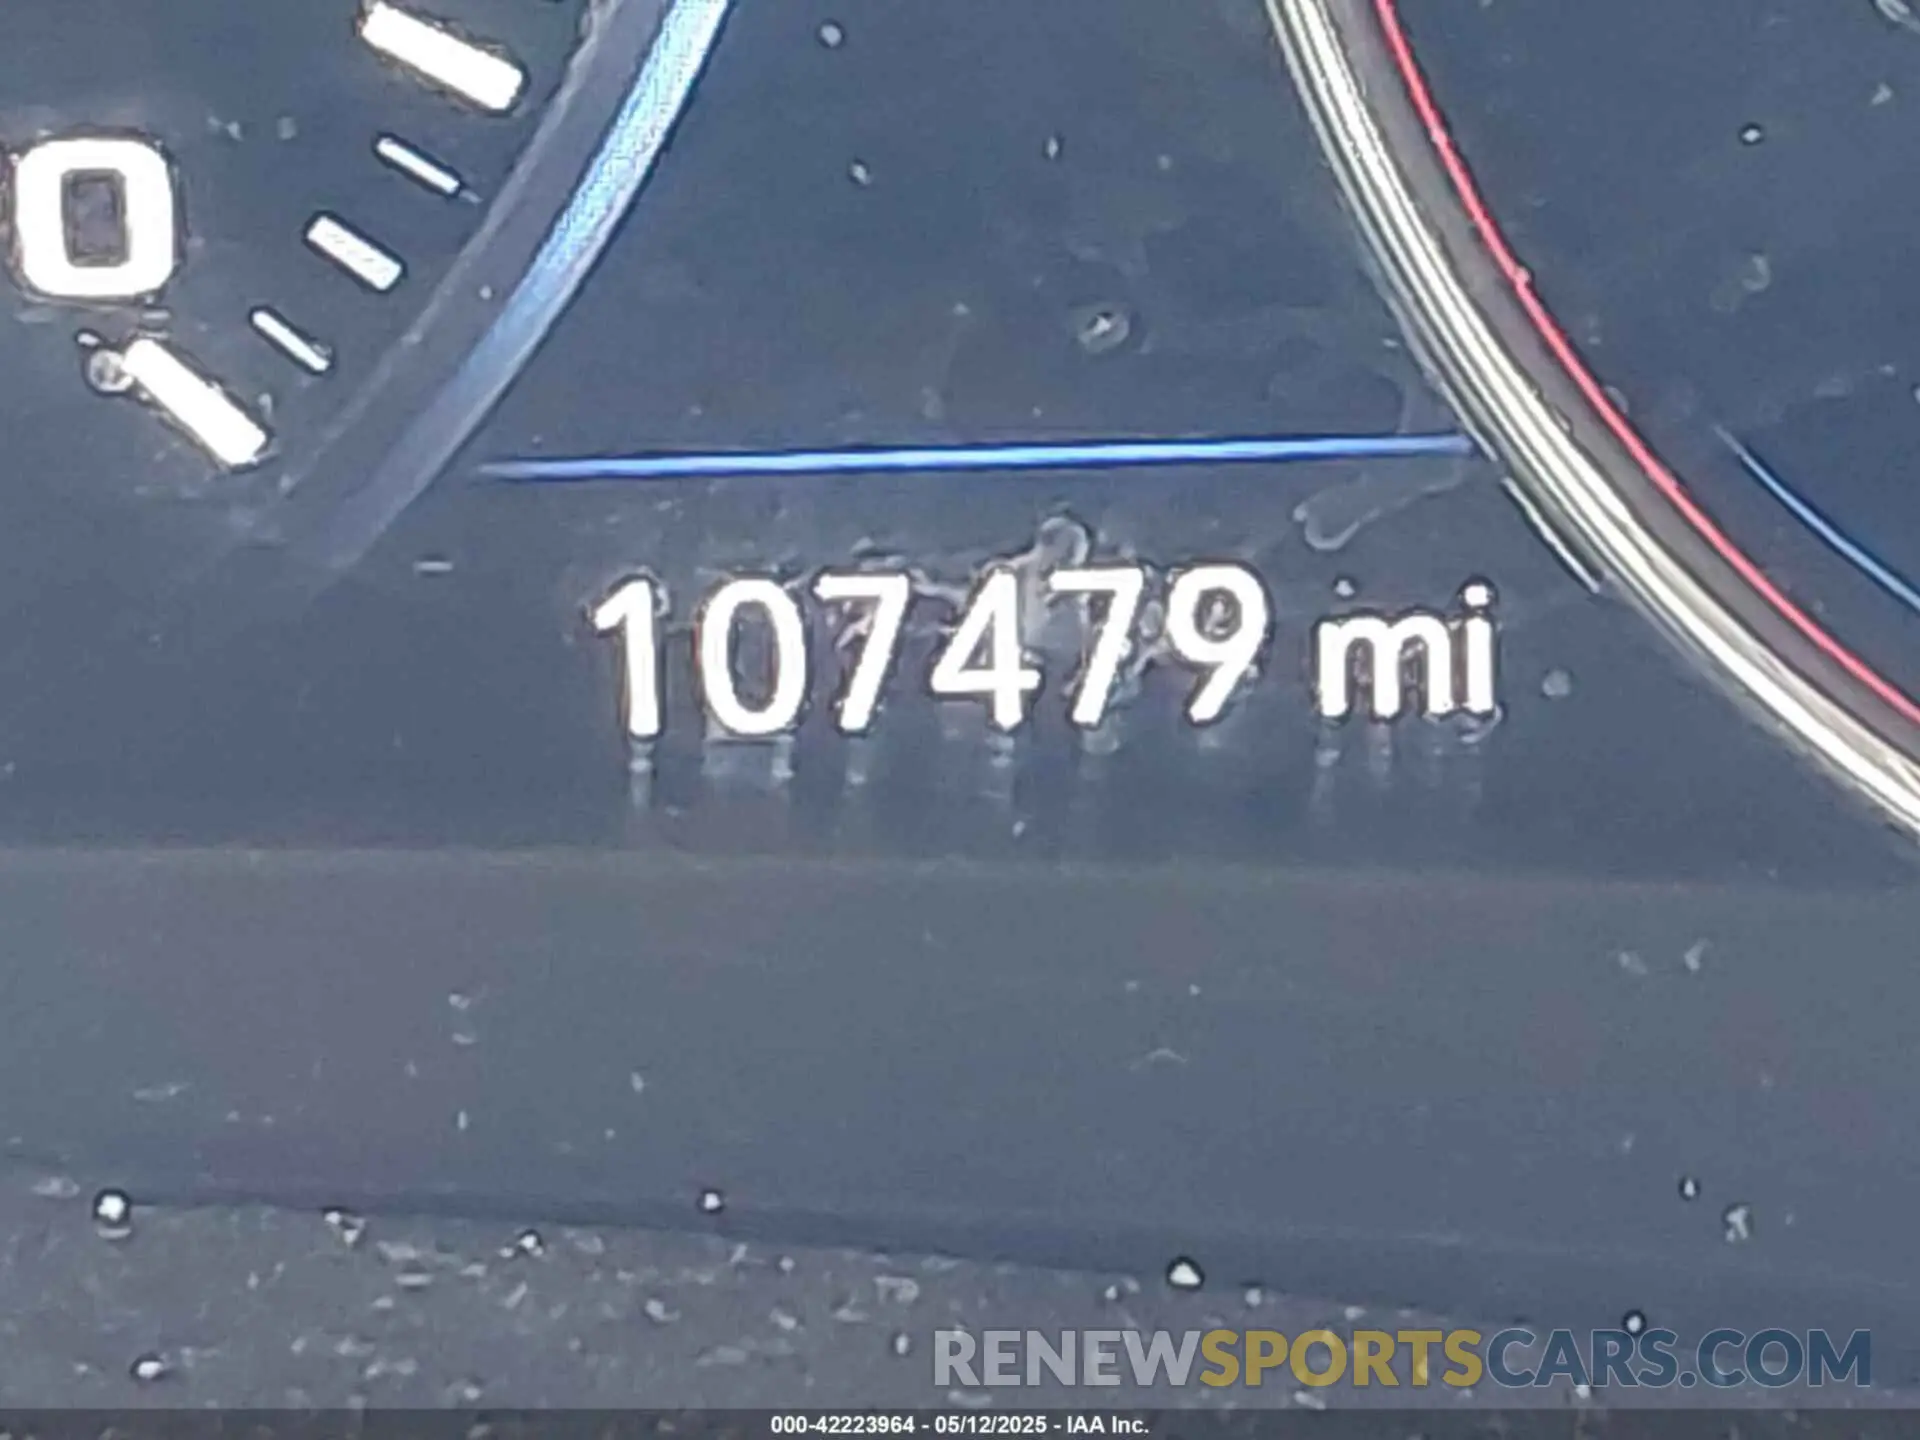 0
107479 mi
RENEWSPORTSCARS.COM
000-42223964 - 05/12/2025 - IAA Inc.